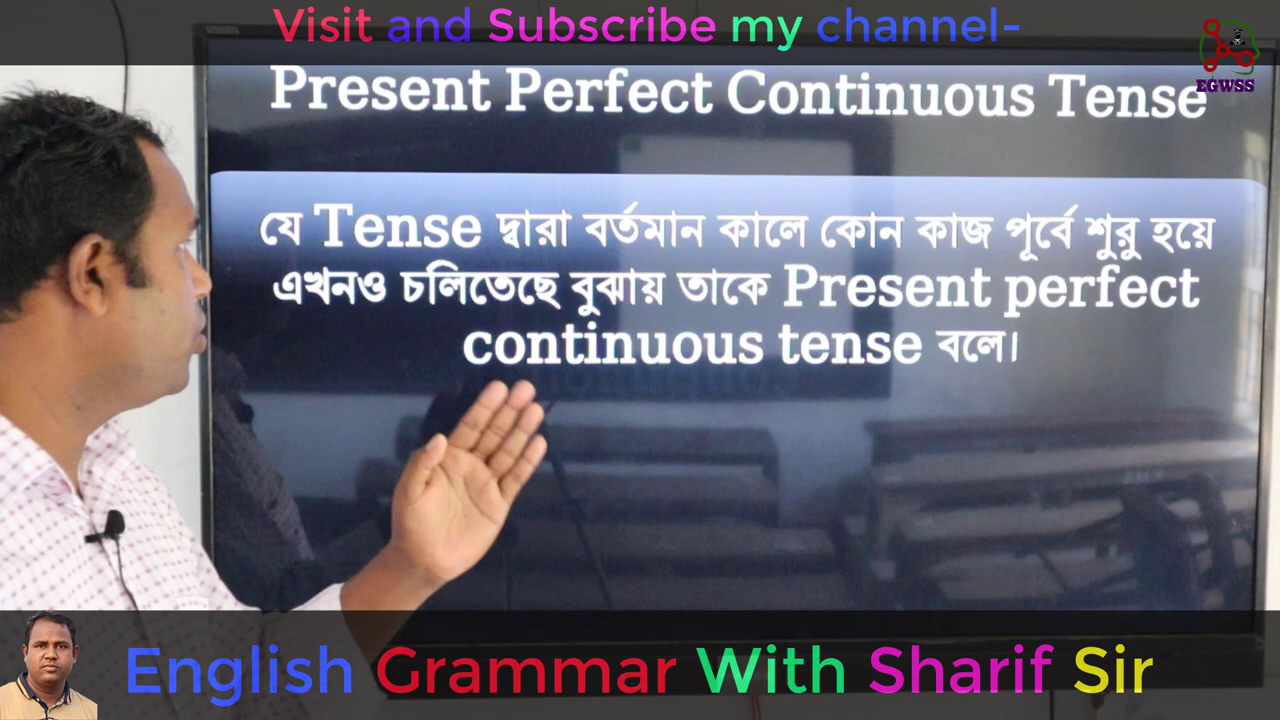 Visit and Subscribe my channel-
EGWSS
Present Perfect Continuous Tense
যে Tense দ্বারা বর্তমান কালে কোন কাজ পূর্বে শুরু হয়ে
এখনও চলিতেছে বুঝায় তাকে Present perfect
continuous tense বলে।
English Grammar With Sharif Sir